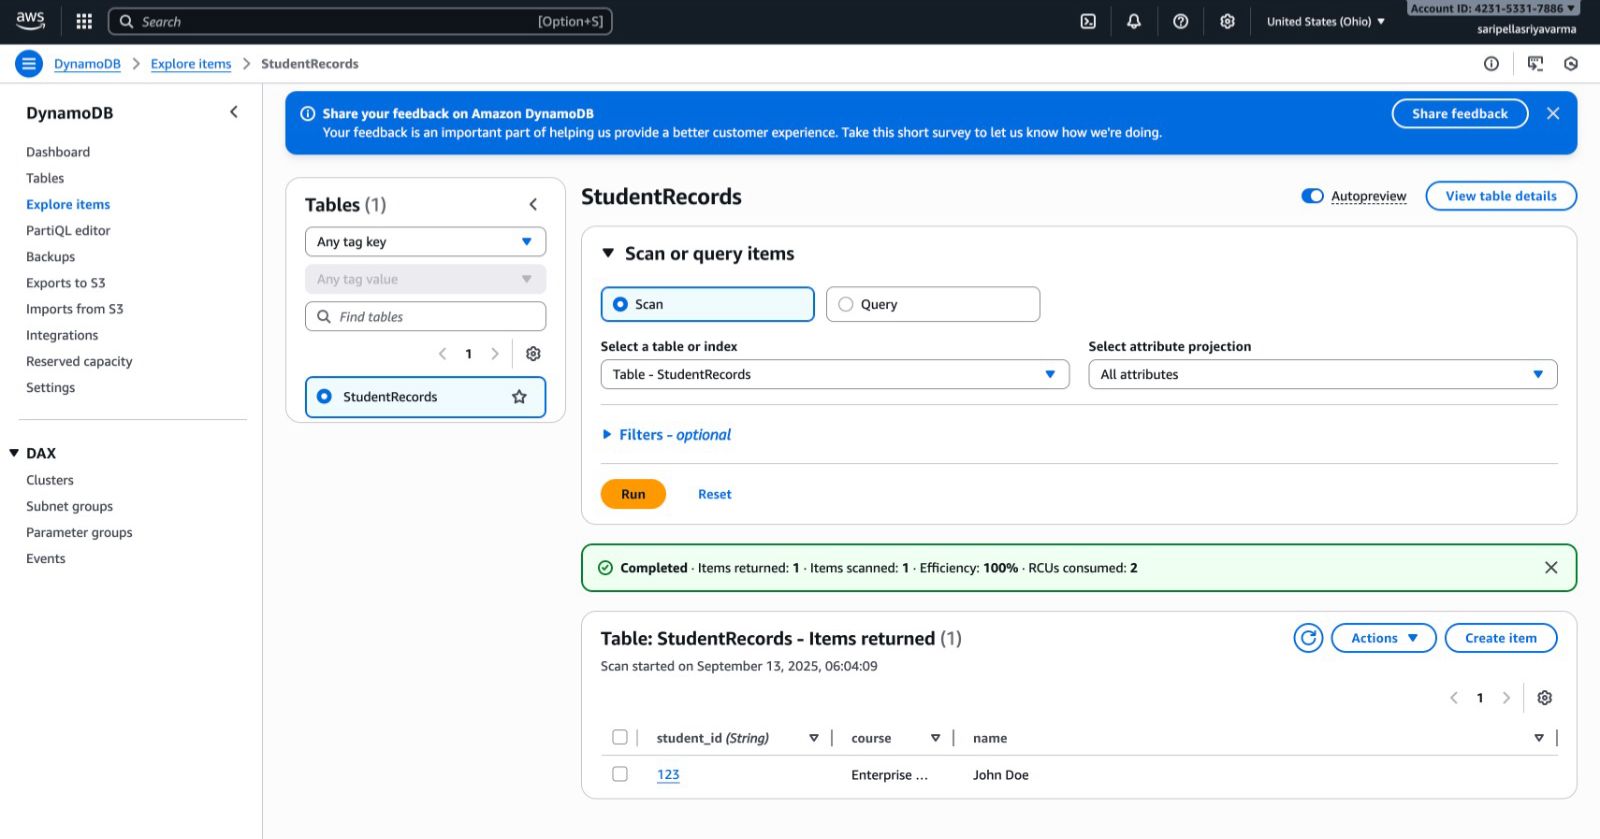 aws
Search [Option+S]
United States (Ohio)
Account ID: 4231-5331-7886
saripellasriyavarma
DynamoDB > Explore items > StudentRecords
DynamoDB
Dashboard
Tables
Explore items
PartiQL editor
Backups
Exports to S3
Imports from S3
Integrations
Reserved capacity
Settings
DAX
Clusters
Subnet groups
Parameter groups
Events
Share your feedback on Amazon DynamoDB
Your feedback is an important part of helping us provide a better customer experience. Take this short survey to let us know how we're doing.
Share feedback
Tables (1)
Any tag key
Any tag value
Find tables
1
StudentRecords
StudentRecords
Autopreview
View table details
Scan or query items
Scan
Query
Select a table or index
Table - StudentRecords
Select attribute projection
All attributes
Filters - optional
Run
Reset
Completed · Items returned: 1 · Items scanned: 1 · Efficiency: 100% · RCUs consumed: 2
Table: StudentRecords - Items returned (1)
Scan started on September 13, 2025, 06:04:09
Actions
Create item
1
student_id (String) course name
123 Enterprise ... John Doe